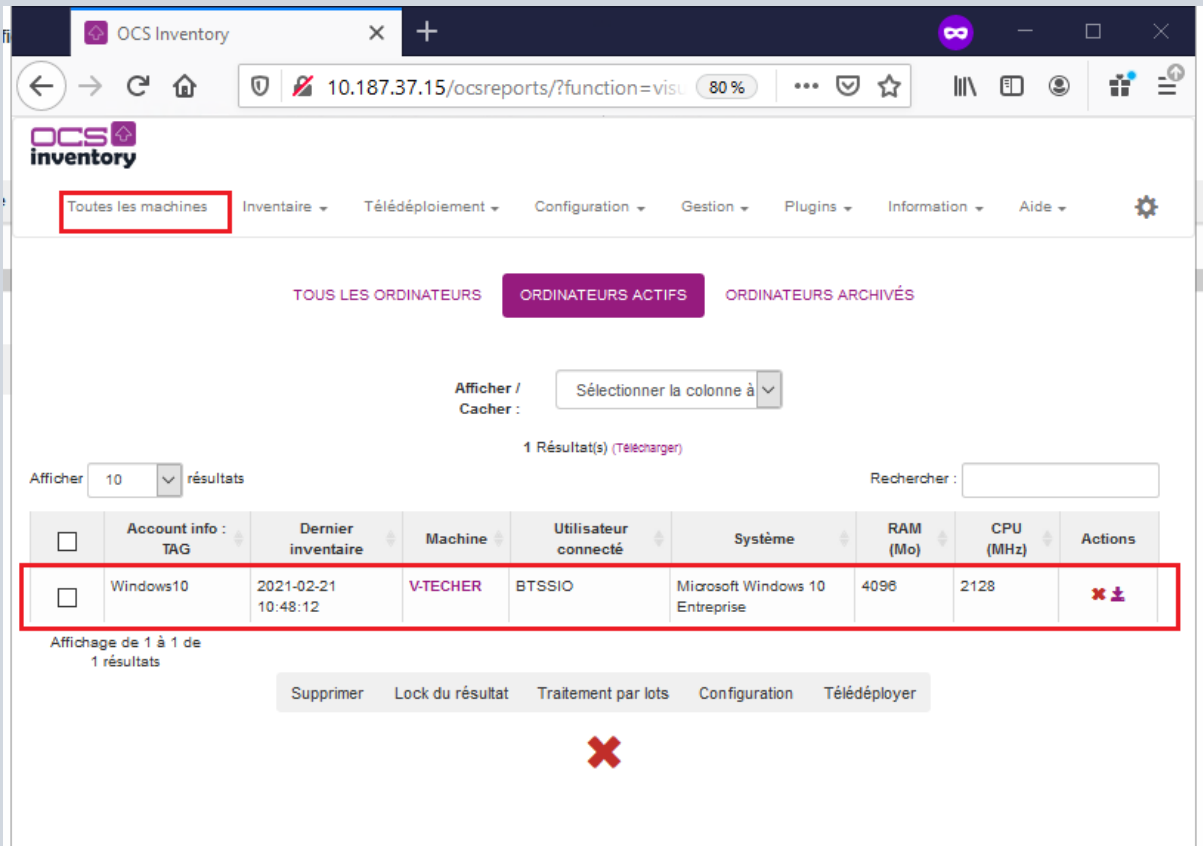 OCS Inventory
10.187.37.15/ocsreports/?function=visu 80 %
OCS
inventory
Toutes les machines Inventaire Télédéploiement Configuration Gestion Plugins Information Aide
TOUS LES ORDINATEURS ORDINATEURS ACTIFS ORDINATEURS ARCHIVÉS
Afficher /
Cacher :
Sélectionner la colonne à
1 Résultat(s) (Télécharger)
Afficher 10 résultats Rechercher :
Account info :
TAG
Dernier
inventaire
Machine
Utilisateur
connecté
Système
RAM
(Mo)
CPU
(MHz)
Actions
Windows10
2021-02-21
10:48:12
V-TECHER
BTSSIO
Microsoft Windows 10
Entreprise
4096
2128
Affichage de 1 à 1 de
1 résultats
Supprimer Lock du résultat Traitement par lots Configuration Télédéployer